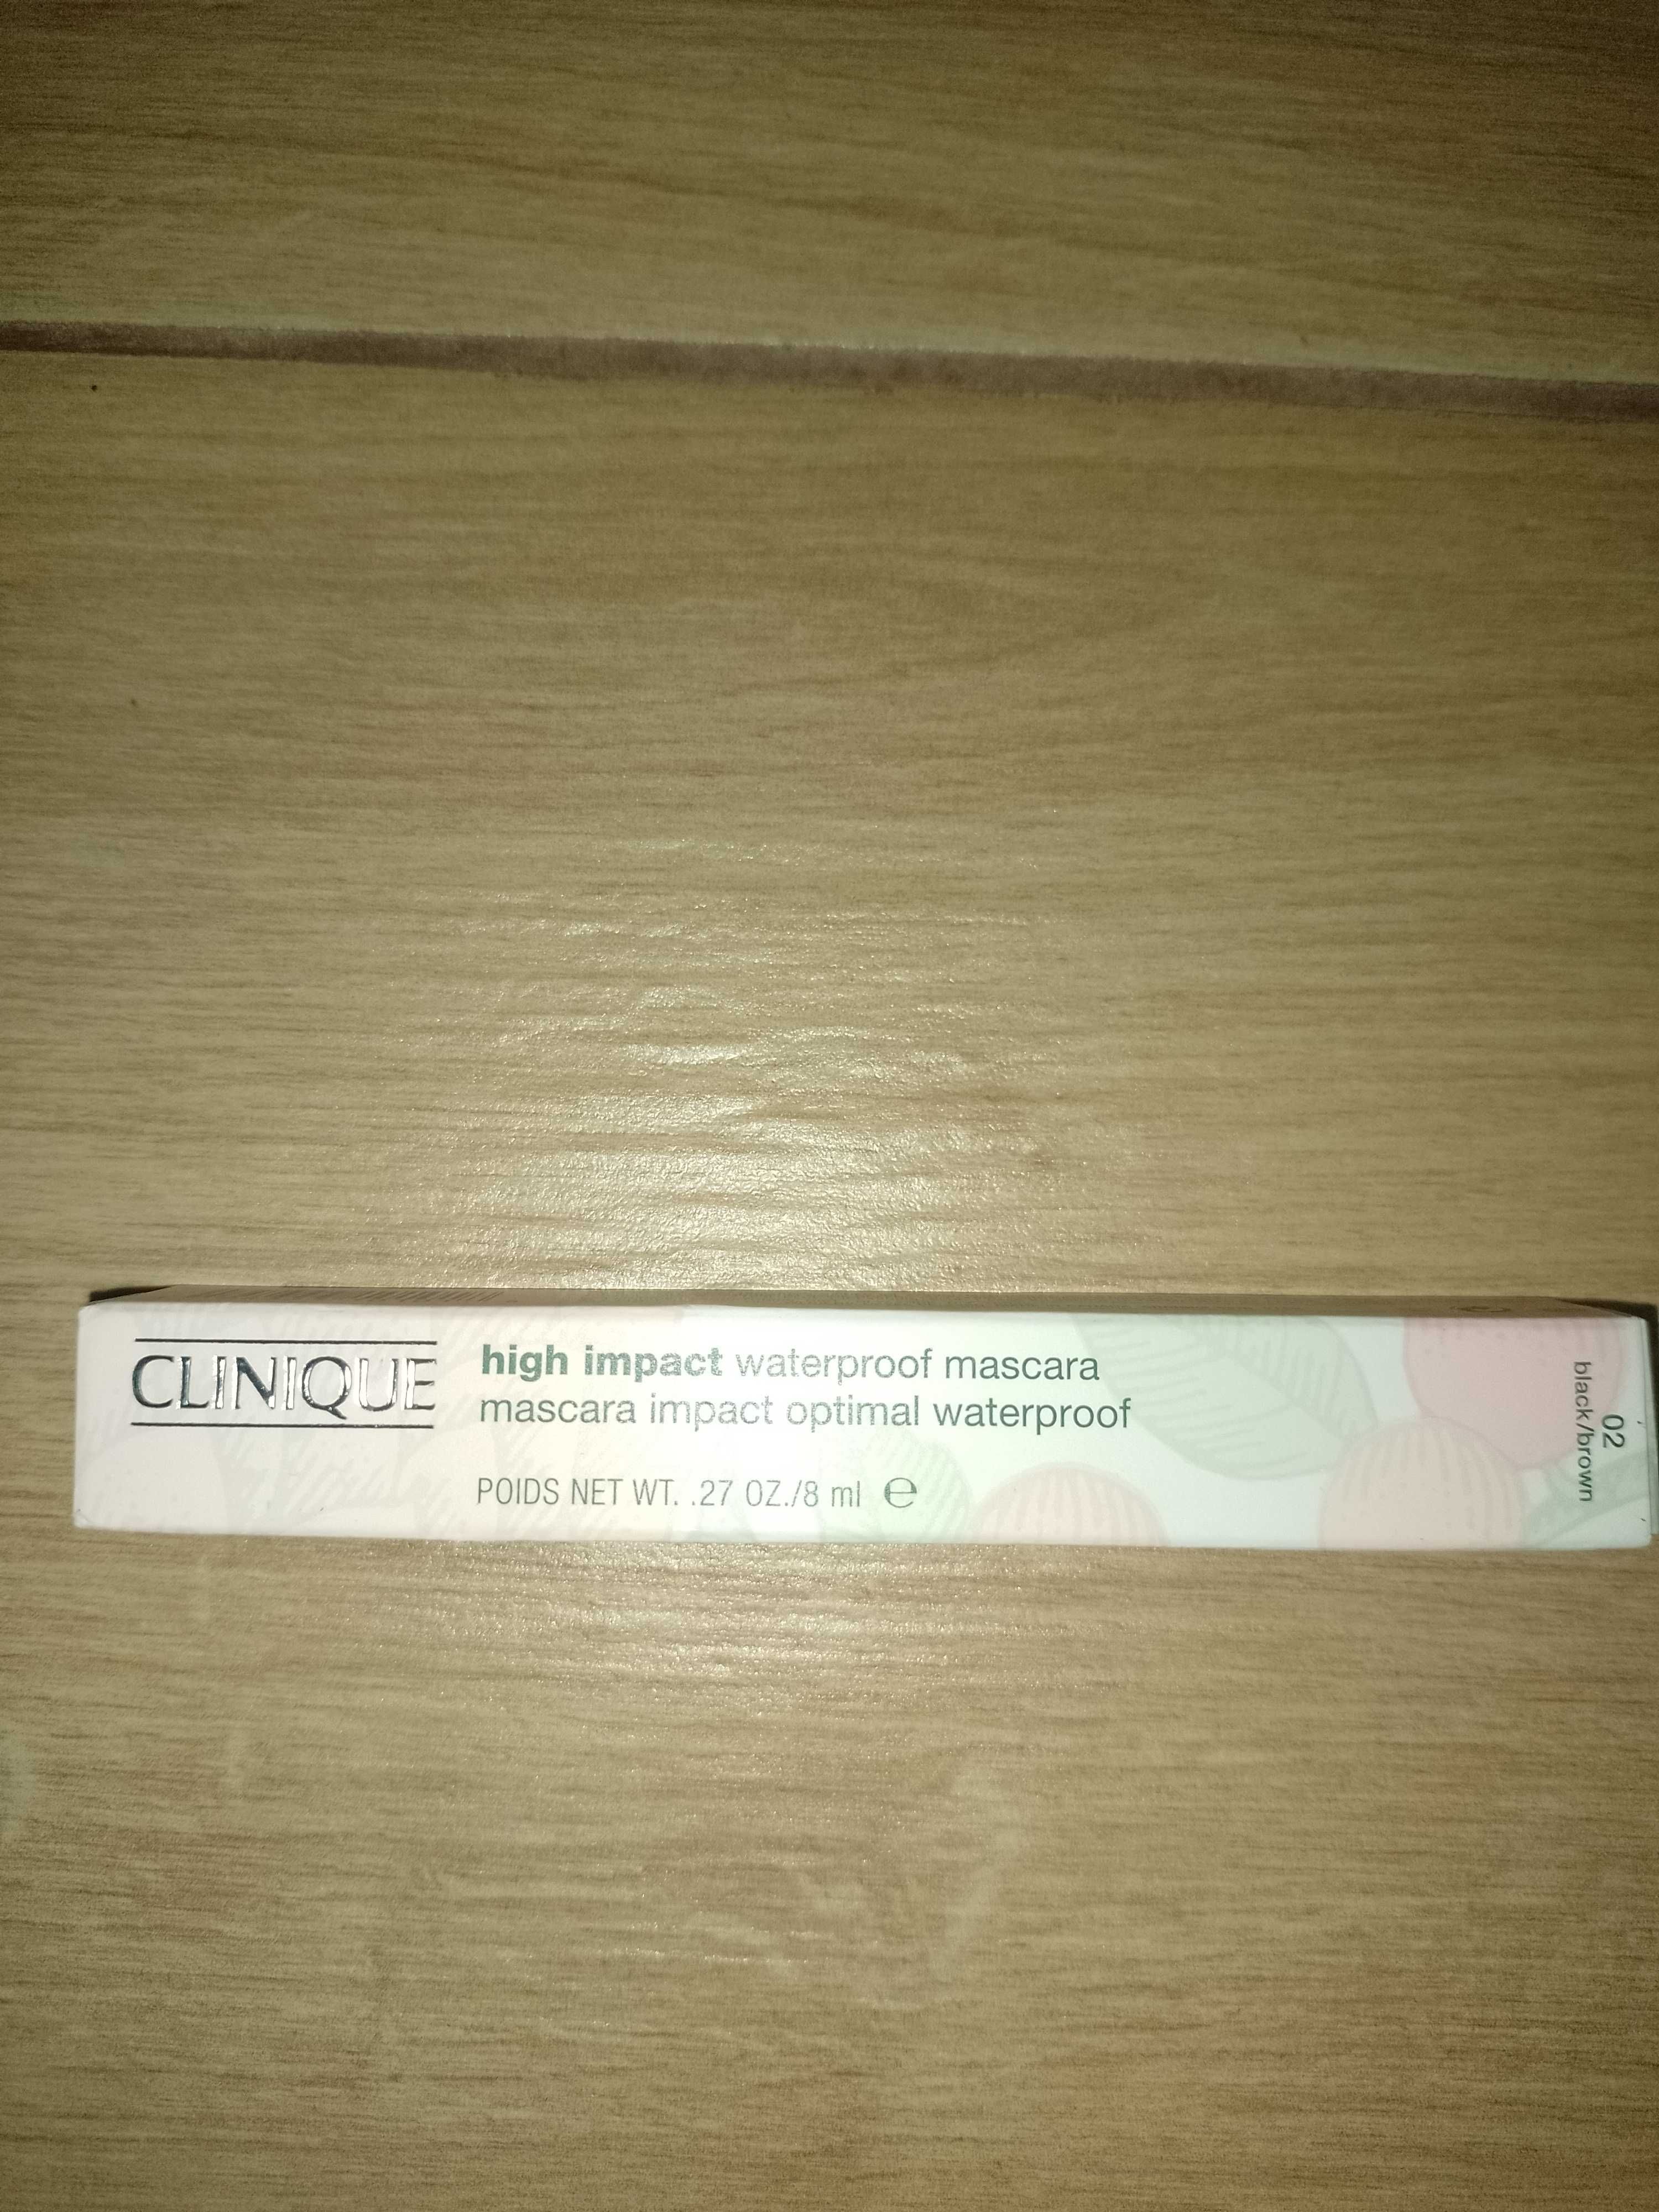 CLINIQUE
high impact waterproof mascara
mascara impact optimal waterproof
POIDS NET WT. .27 OZ./8 ml ℮
02
black/brown